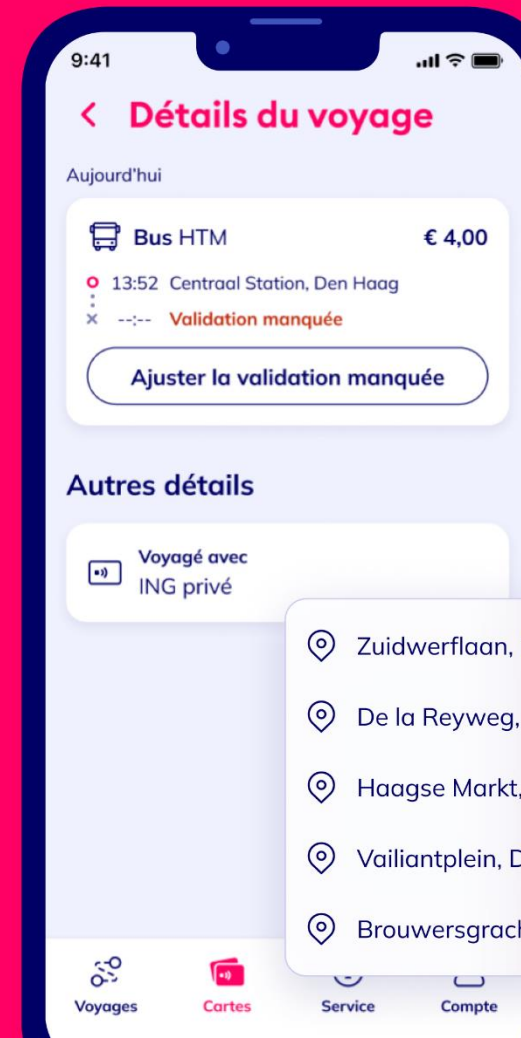 9:41
Détails du voyage
Aujourd'hui
Bus HTM € 4,00
13:52 Centraal Station, Den Haag
--:-- Validation manquée
Ajuster la validation manquée
Autres détails
Voyagé avec
ING privé
Zuidwerflaan,
De la Reyweg,
Haagse Markt,
Vailiantplein, D
Brouwersgrach
Voyages Cartes Service Compte